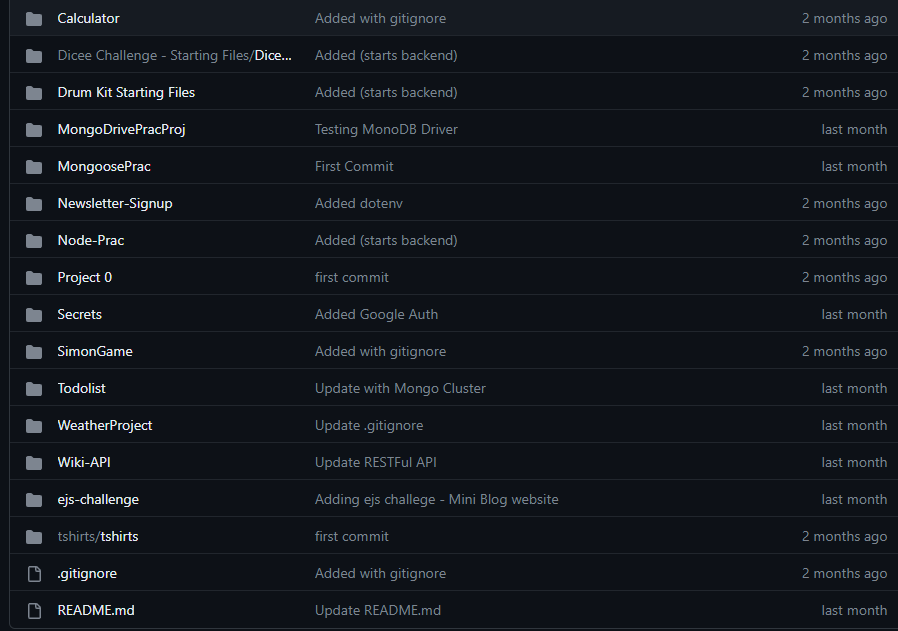 Calculator Added with gitignore 2 months ago
Dicee Challenge - Starting Files/Dice... Added (starts backend) 2 months ago
Drum Kit Starting Files Added (starts backend) 2 months ago
MongoDrivePracProj Testing MonoDB Driver last month
MongoosePrac First Commit last month
Newsletter-Signup Added dotenv 2 months ago
Node-Prac Added (starts backend) 2 months ago
Project 0 first commit 2 months ago
Secrets Added Google Auth last month
SimonGame Added with gitignore 2 months ago
Todolist Update with Mongo Cluster last month
WeatherProject Update .gitignore last month
Wiki-API Update RESTFul API last month
ejs-challenge Adding ejs challege - Mini Blog website last month
tshirts/tshirts first commit 2 months ago
.gitignore Added with gitignore 2 months ago
README.md Update README.md last month